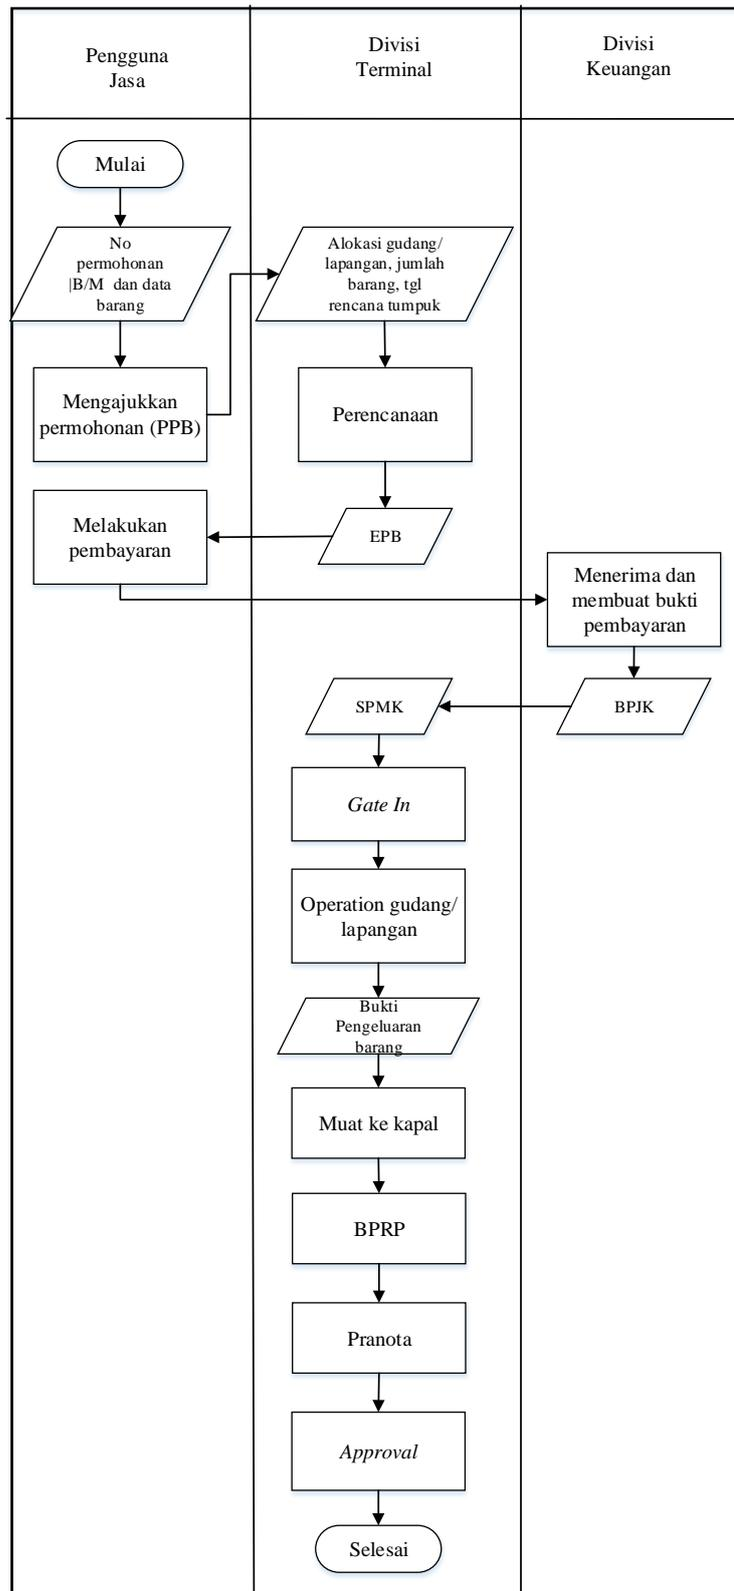 Pengguna
Jasa
Divisi
Terminal
Divisi
Keuangan
Mulai
No
permohonan
|B/M dan data
barang
Alokasi gudang/
lapangan, jumlah
barang, tgl
rencana tumpuk
Mengajukkan
permohonan (PPB)
Perencanaan
Melakukan
pembayaran
EPB
Menerima dan
membuat bukti
pembayaran
SPMK
BPJK
Gate In
Operation gudang/
lapangan
Bukti
Pengeluaran
barang
Muat ke kapal
BPRP
Pranota
Approval
Selesai